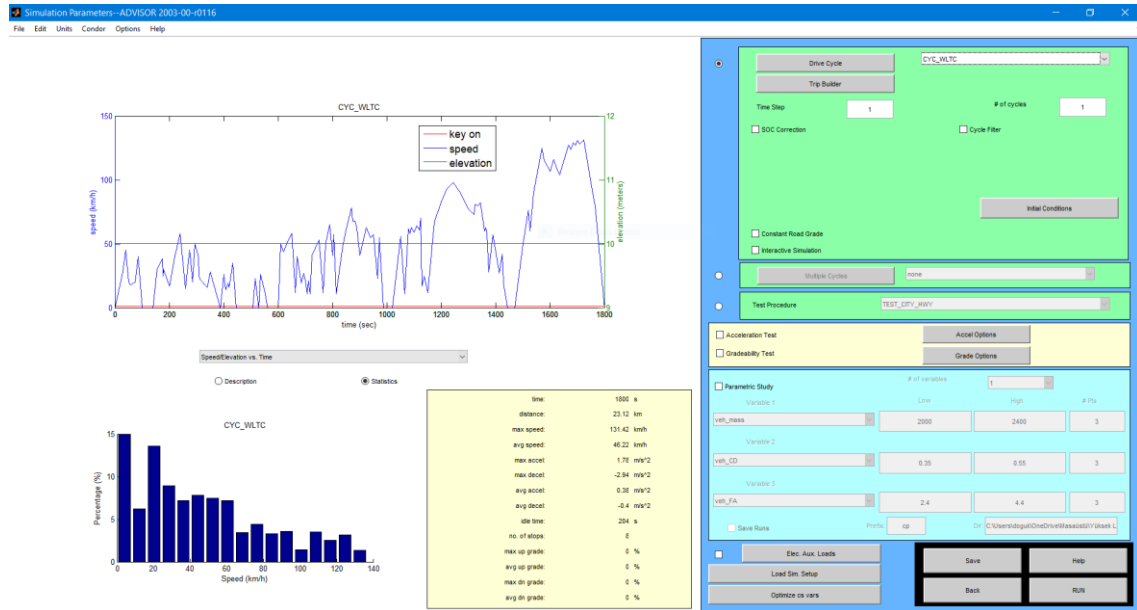 Simulation Parameters--ADVISOR 2003-00-r0116
File Edit Units Condor Options Help
CYC_WLTC
150
100
50
0
speed (km/h)
key on
speed
elevation
12
11
10
9
elevation (meters)
0 200 400 600 800 1000 1200 1400 1600 1800
time (sec)
Speed/Elevation vs. Time
Description Statistics
CYC_WLTC
15
10
5
0
Percentage (%)
0 20 40 60 80 100 120 140
Speed (km/h)
time: 1800 s
distance: 23.12 km
max speed: 131.42 km/h
avg speed: 46.22 km/h
max accel: 1.78 m/s^2
max decel: -2.94 m/s^2
avg accel: 0.38 m/s^2
avg decel: -0.4 m/s^2
idle time: 204 s
no. of stops:
max up grade: 0 %
avg up grade: 0 %
max dn grade: 0 %
avg dn grade: 0 %
Drive Cycle CYC_WLTC
Trip Builder
Time Step 1 # of cycles 1
SOC Correction Cycle Filter
Initial Conditions
Constant Road Grade
Interactive Simulation
Multiple Cycles none
Test Procedure TEST_CITY_HWY
Acceleration Test Accel Options
Gradeability Test Grade Options
Parametric Study # of variables 1
Variable 1 Low High # Pts
veh_mass 2000 2400 3
Variable 2
veh_CD 0.35 0.55 3
Variable 3
veh_FA 2.4 4.4 3
Save Runs Prefix cp Dir
Elec. Aux. Loads
Load Sim. Setup
Optimize cs vars
Save Help
Back RUN